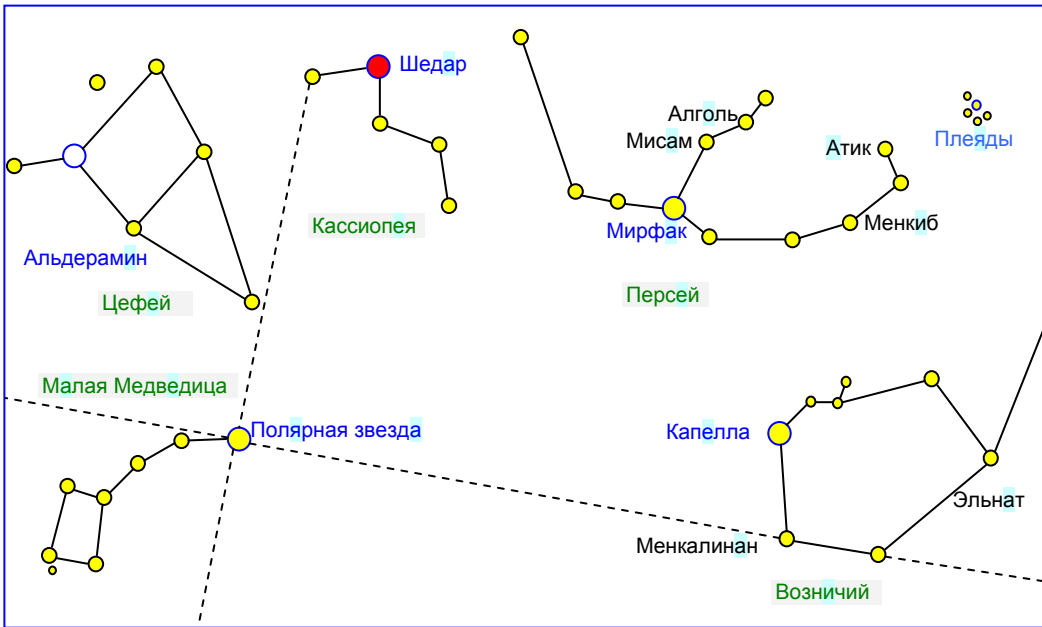 Шедар
Алголь
Мисам
Атик
Плеяды
Кассиопея
Мирфак
Менкиб
Альдерамин
Цефей
Персей
Малая Медведица
Полярная звезда
Капелла
Эльнат
Менкалинан
Возничий